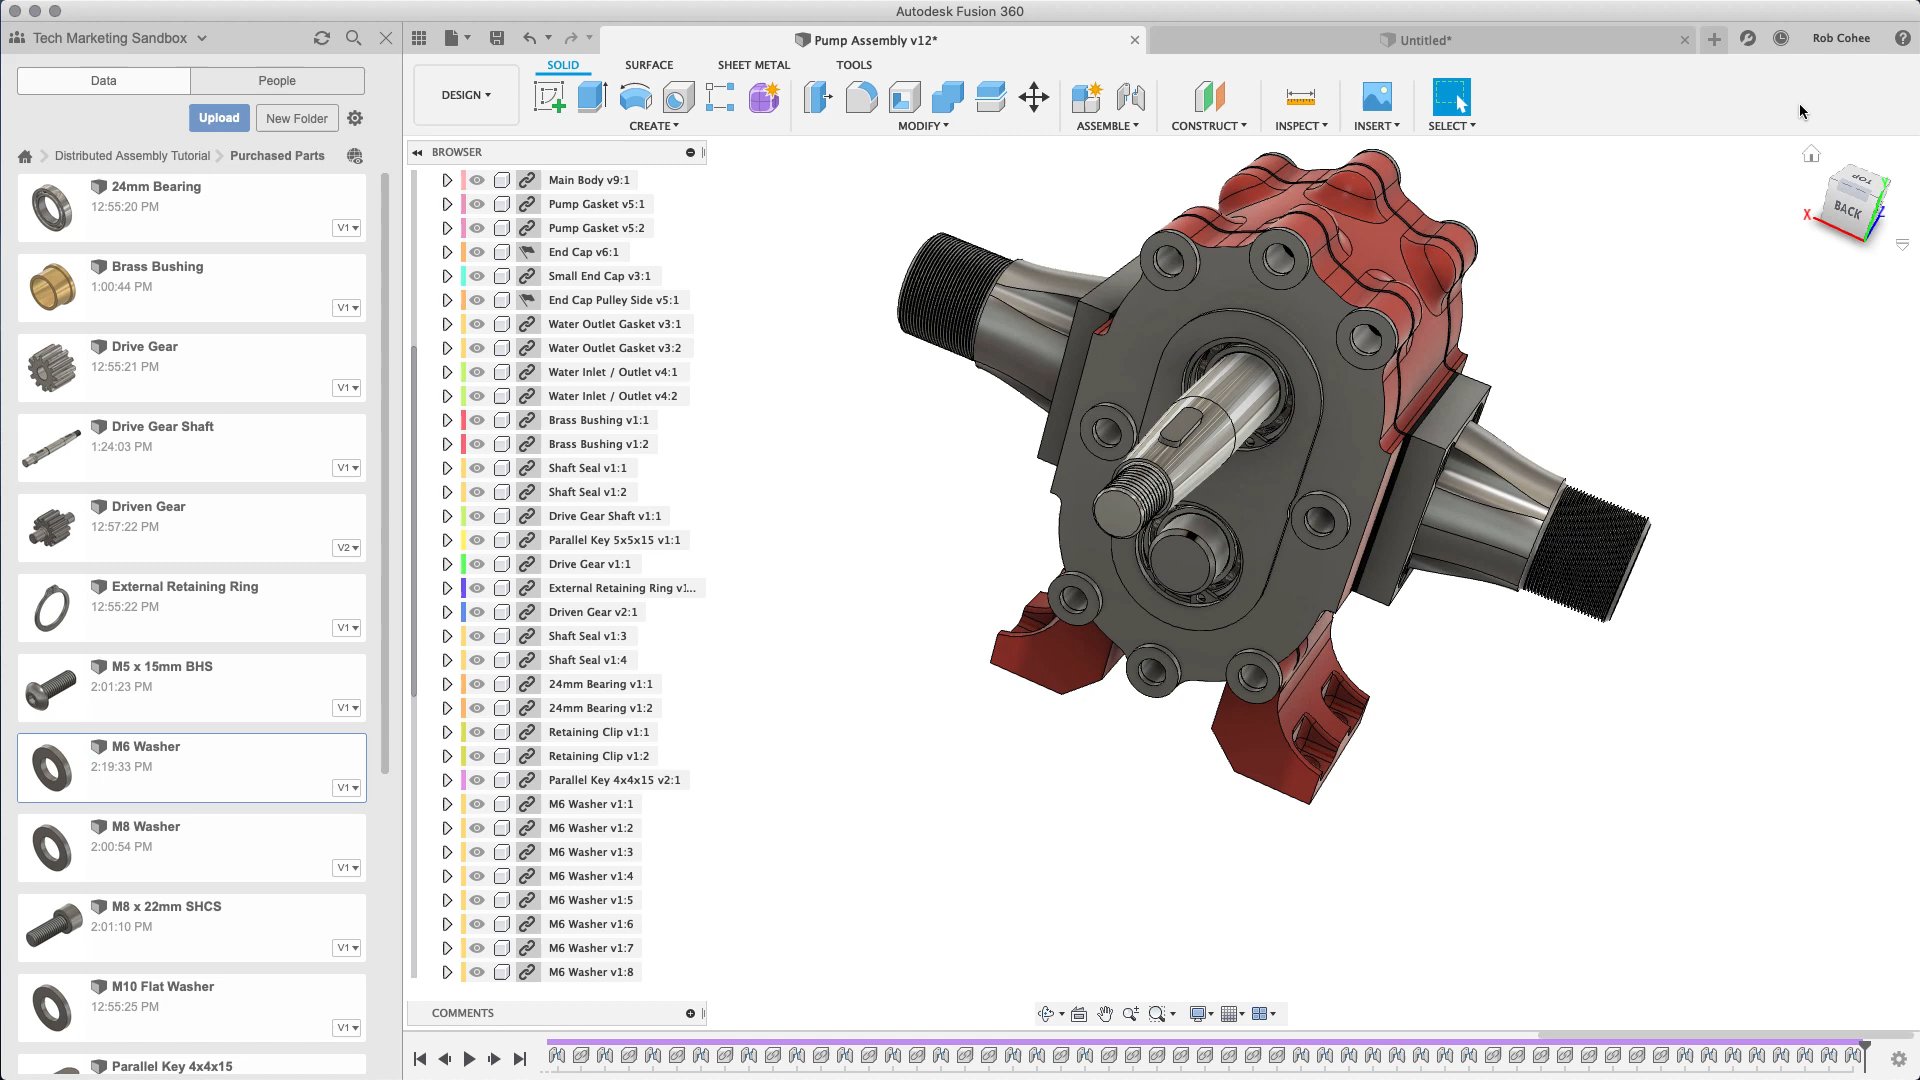 Autodesk Fusion 360
Tech Marketing Sandbox
Pump Assembly v12*
Untitled*
Rob Cohee
Data
People
Upload
New Folder
Distributed Assembly Tutorial
Purchased Parts
24mm Bearing
12:55:20 PM
V1
Brass Bushing
1:00:44 PM
V1
Drive Gear
12:55:21 PM
V1
Drive Gear Shaft
1:24:03 PM
V1
Driven Gear
12:57:22 PM
V2
External Retaining Ring
12:55:22 PM
V1
M5 x 15mm BHS
2:01:23 PM
V1
M6 Washer
2:19:33 PM
V1
M8 Washer
2:00:54 PM
V1
M8 x 22mm SHCS
2:01:10 PM
V1
M10 Flat Washer
12:55:25 PM
V1
Parallel Key 4x4x15
DESIGN
SOLID
SURFACE
SHEET METAL
TOOLS
CREATE
MODIFY
ASSEMBLE
CONSTRUCT
INSPECT
INSERT
SELECT
BROWSER
Main Body v9:1
Pump Gasket v5:1
Pump Gasket v5:2
End Cap v6:1
Small End Cap v3:1
End Cap Pulley Side v5:1
Water Outlet Gasket v3:1
Water Outlet Gasket v3:2
Water Inlet / Outlet v4:1
Water Inlet / Outlet v4:2
Brass Bushing v1:1
Brass Bushing v1:2
Shaft Seal v1:1
Shaft Seal v1:2
Drive Gear Shaft v1:1
Parallel Key 5x5x15 v1:1
Drive Gear v1:1
External Retaining Ring v1...
Driven Gear v2:1
Shaft Seal v1:3
Shaft Seal v1:4
24mm Bearing v1:1
24mm Bearing v1:2
Retaining Clip v1:1
Retaining Clip v1:2
Parallel Key 4x4x15 v2:1
M6 Washer v1:1
M6 Washer v1:2
M6 Washer v1:3
M6 Washer v1:4
M6 Washer v1:5
M6 Washer v1:6
M6 Washer v1:7
M6 Washer v1:8
COMMENTS
TOP
BACK
X
Y
Z